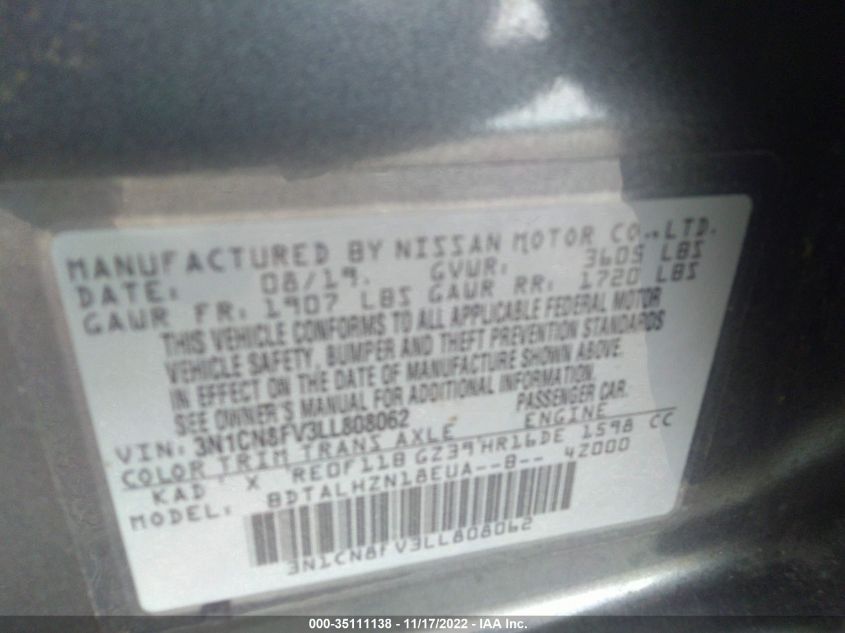 MANUFACTURED BY NISSAN MOTOR CO., LTD.
DATE: 08/19. GVWR: 3605 LBS
GAWR FR: 1907 LBS GAWR RR: 1720 LBS
THIS VEHICLE CONFORMS TO ALL APPLICABLE FEDERAL MOTOR
VEHICLE SAFETY, BUMPER AND THEFT PREVENTION STANDARDS
IN EFFECT ON THE DATE OF MANUFACTURE SHOWN ABOVE.
SEE OWNER'S MANUAL FOR ADDITIONAL INFORMATION.
VIN: 3N1CN8FV3LL808062 PASSENGER CAR.
COLOR TRIM TRANS AXLE ENGINE
KAD X RE0F11B GZ39 HR16DE 1598 CC
MODEL: BDTALHZN18EUA--B-- 4Z000
3N1CN8FV3LL808062
000-35111138 - 11/17/2022 - IAA Inc.